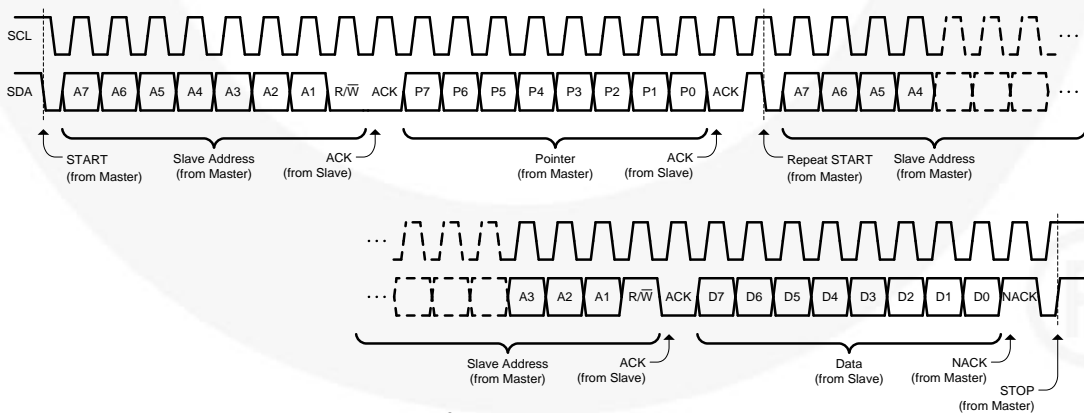 SCL
···
SDA A7 A6 A5 A4 A3 A2 A1 R/W̅ ACK P7 P6 P5 P4 P3 P2 P1 P0 ACK A7 A6 A5 A4 ···
START
(from Master)
Slave Address
(from Master)
ACK
(from Slave)
Pointer
(from Master)
ACK
(from Slave)
Repeat START
(from Master)
Slave Address
(from Master)
···
··· A3 A2 A1 R/W̅ ACK D7 D6 D5 D4 D3 D2 D1 D0 NACK
Slave Address
(from Master)
ACK
(from Slave)
Data
(from Slave)
NACK
(from Master)
STOP
(from Master)